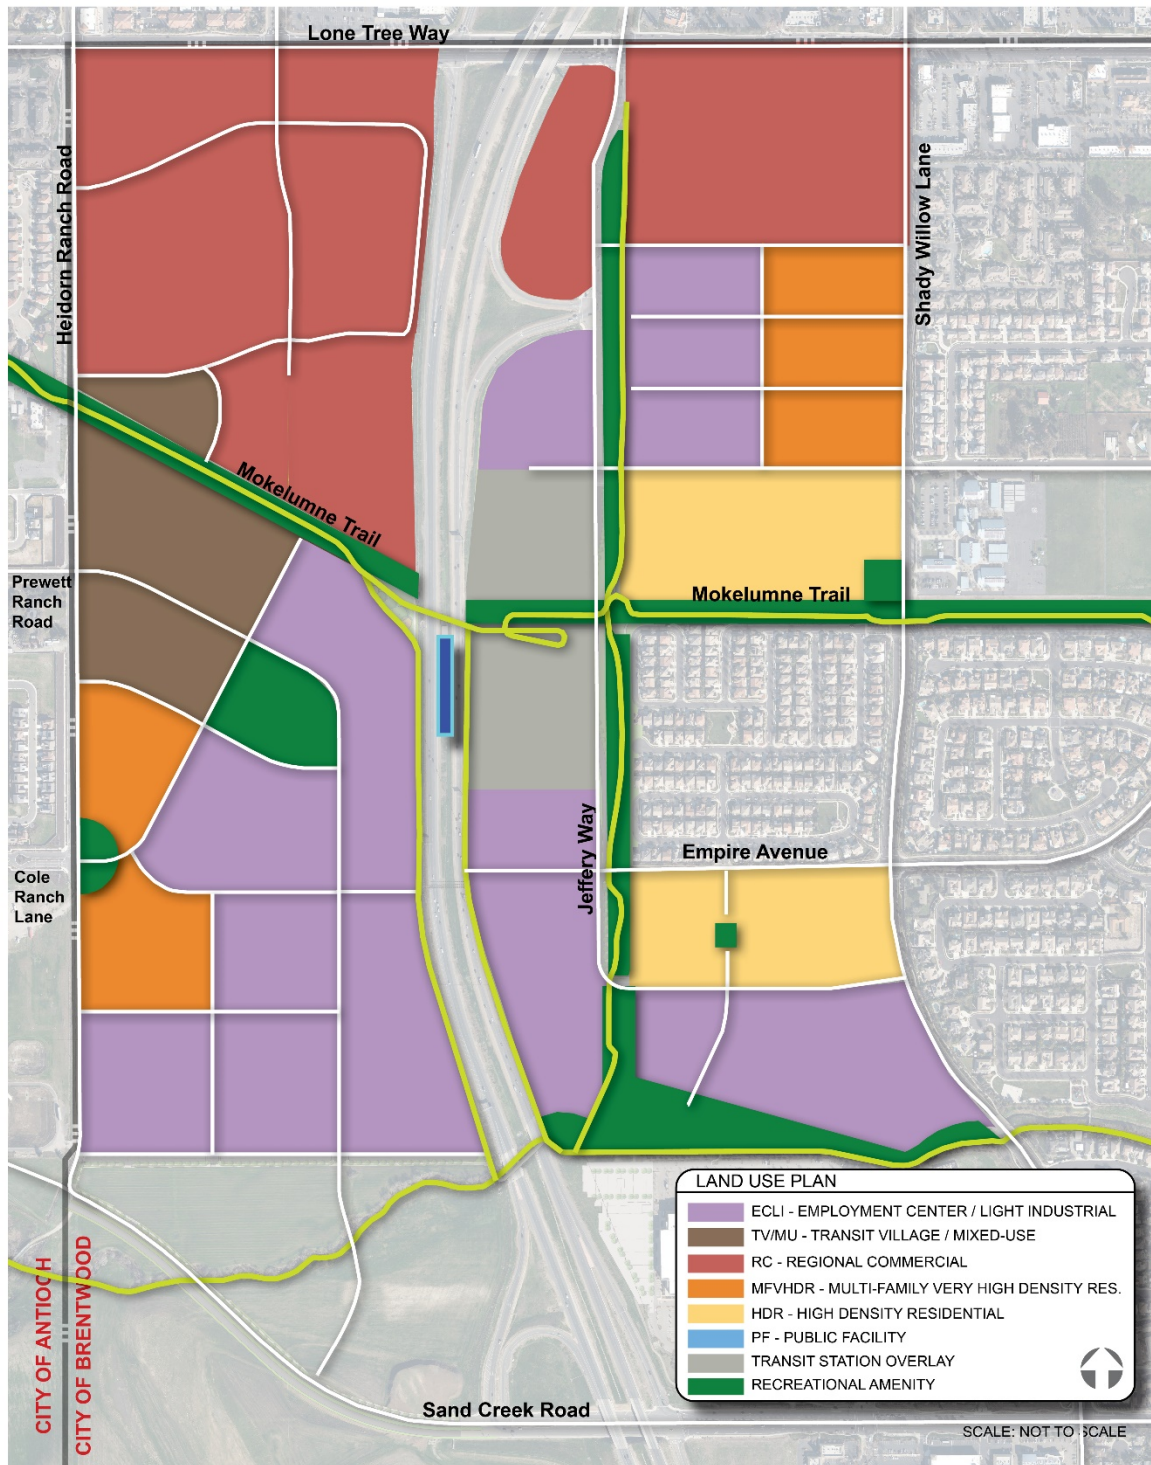 Lone Tree Way
Heidorn Ranch Road
Shady Willow Lane
Mokelumne Trail
Prewett
Ranch
Road
Mokelumne Trail
Jeffery Way
Empire Avenue
Cole
Ranch
Lane
LAND USE PLAN
ECLI - EMPLOYMENT CENTER / LIGHT INDUSTRIAL
TV/MU - TRANSIT VILLAGE / MIXED-USE
RC - REGIONAL COMMERCIAL
MFVHDR - MULTI-FAMILY VERY HIGH DENSITY RES.
HDR - HIGH DENSITY RESIDENTIAL
PF - PUBLIC FACILITY
TRANSIT STATION OVERLAY
RECREATIONAL AMENITY
CITY OF ANTIOCH
CITY OF BRENTWOOD
Sand Creek Road
SCALE: NOT TO SCALE